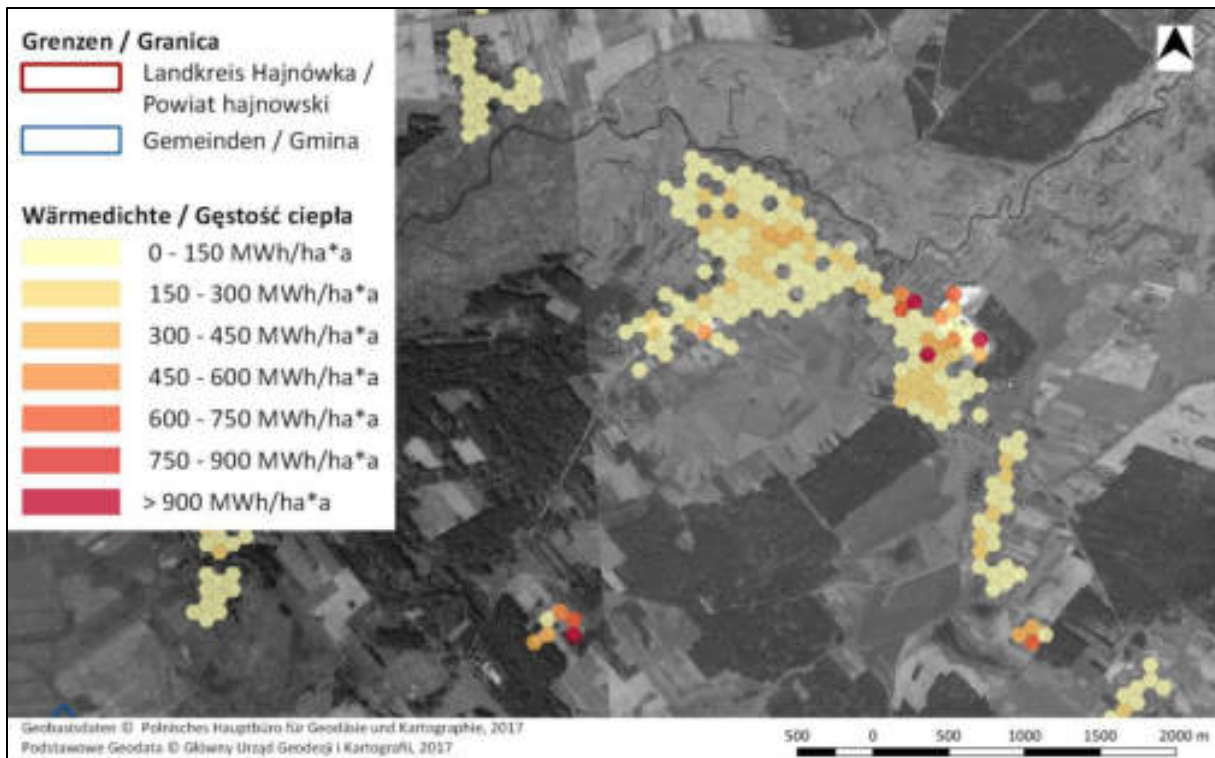 Grenzen / Granica
Landkreis Hajnówka /
Powiat hajnowski
Gemeinden / Gmina
Wärmedichte / Gęstość ciepła
0 - 150 MWh/ha*a
150 - 300 MWh/ha*a
300 - 450 MWh/ha*a
450 - 600 MWh/ha*a
600 - 750 MWh/ha*a
750 - 900 MWh/ha*a
> 900 MWh/ha*a
Geobasisdaten © Polnisches Hauptbüro für Geodäsie und Kartographie, 2017
Podstawowe Geodata © Główny Urząd Geodezji i Kartografii, 2017
500 0 500 1000 1500 2000 m